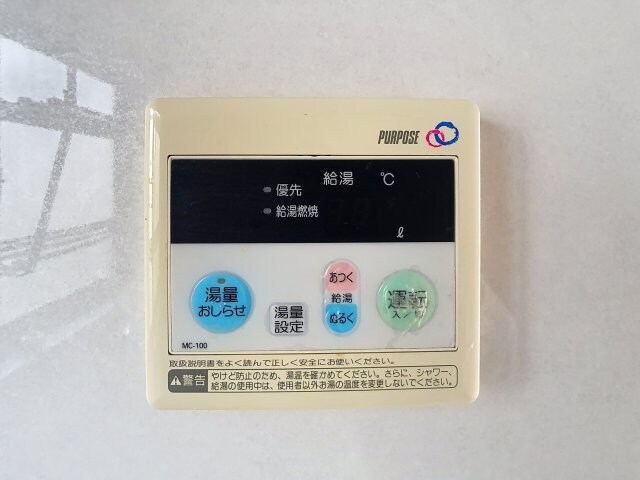 PURPOSE
給湯 ℃
優先
給湯燃焼
ℓ
湯量
おしらせ
湯量
設定
あつく
給湯
ぬるく
運転
入/切
MC-100
取扱説明書をよく読んで正しく安全にお使いください。
警告
やけど防止のため、湯温を確かめてください。さらに、シャワー、
給湯の使用中は、使用者以外お湯の温度を変更しないでください。